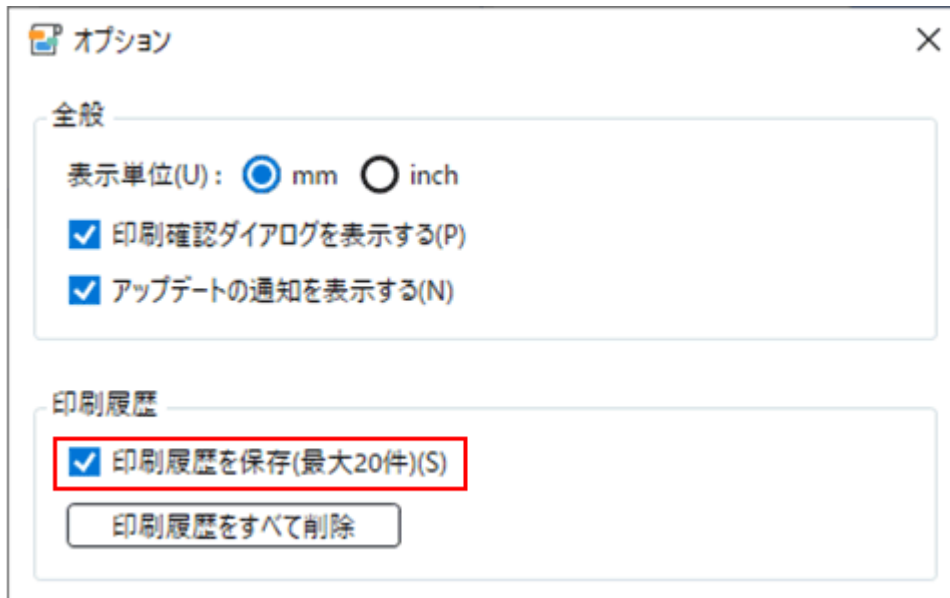 オプション
全般
表示単位(U) : mm inch
印刷確認ダイアログを表示する(P)
アップデートの通知を表示する(N)
印刷履歴
印刷履歴を保存(最大20件)(S)
印刷履歴をすべて削除